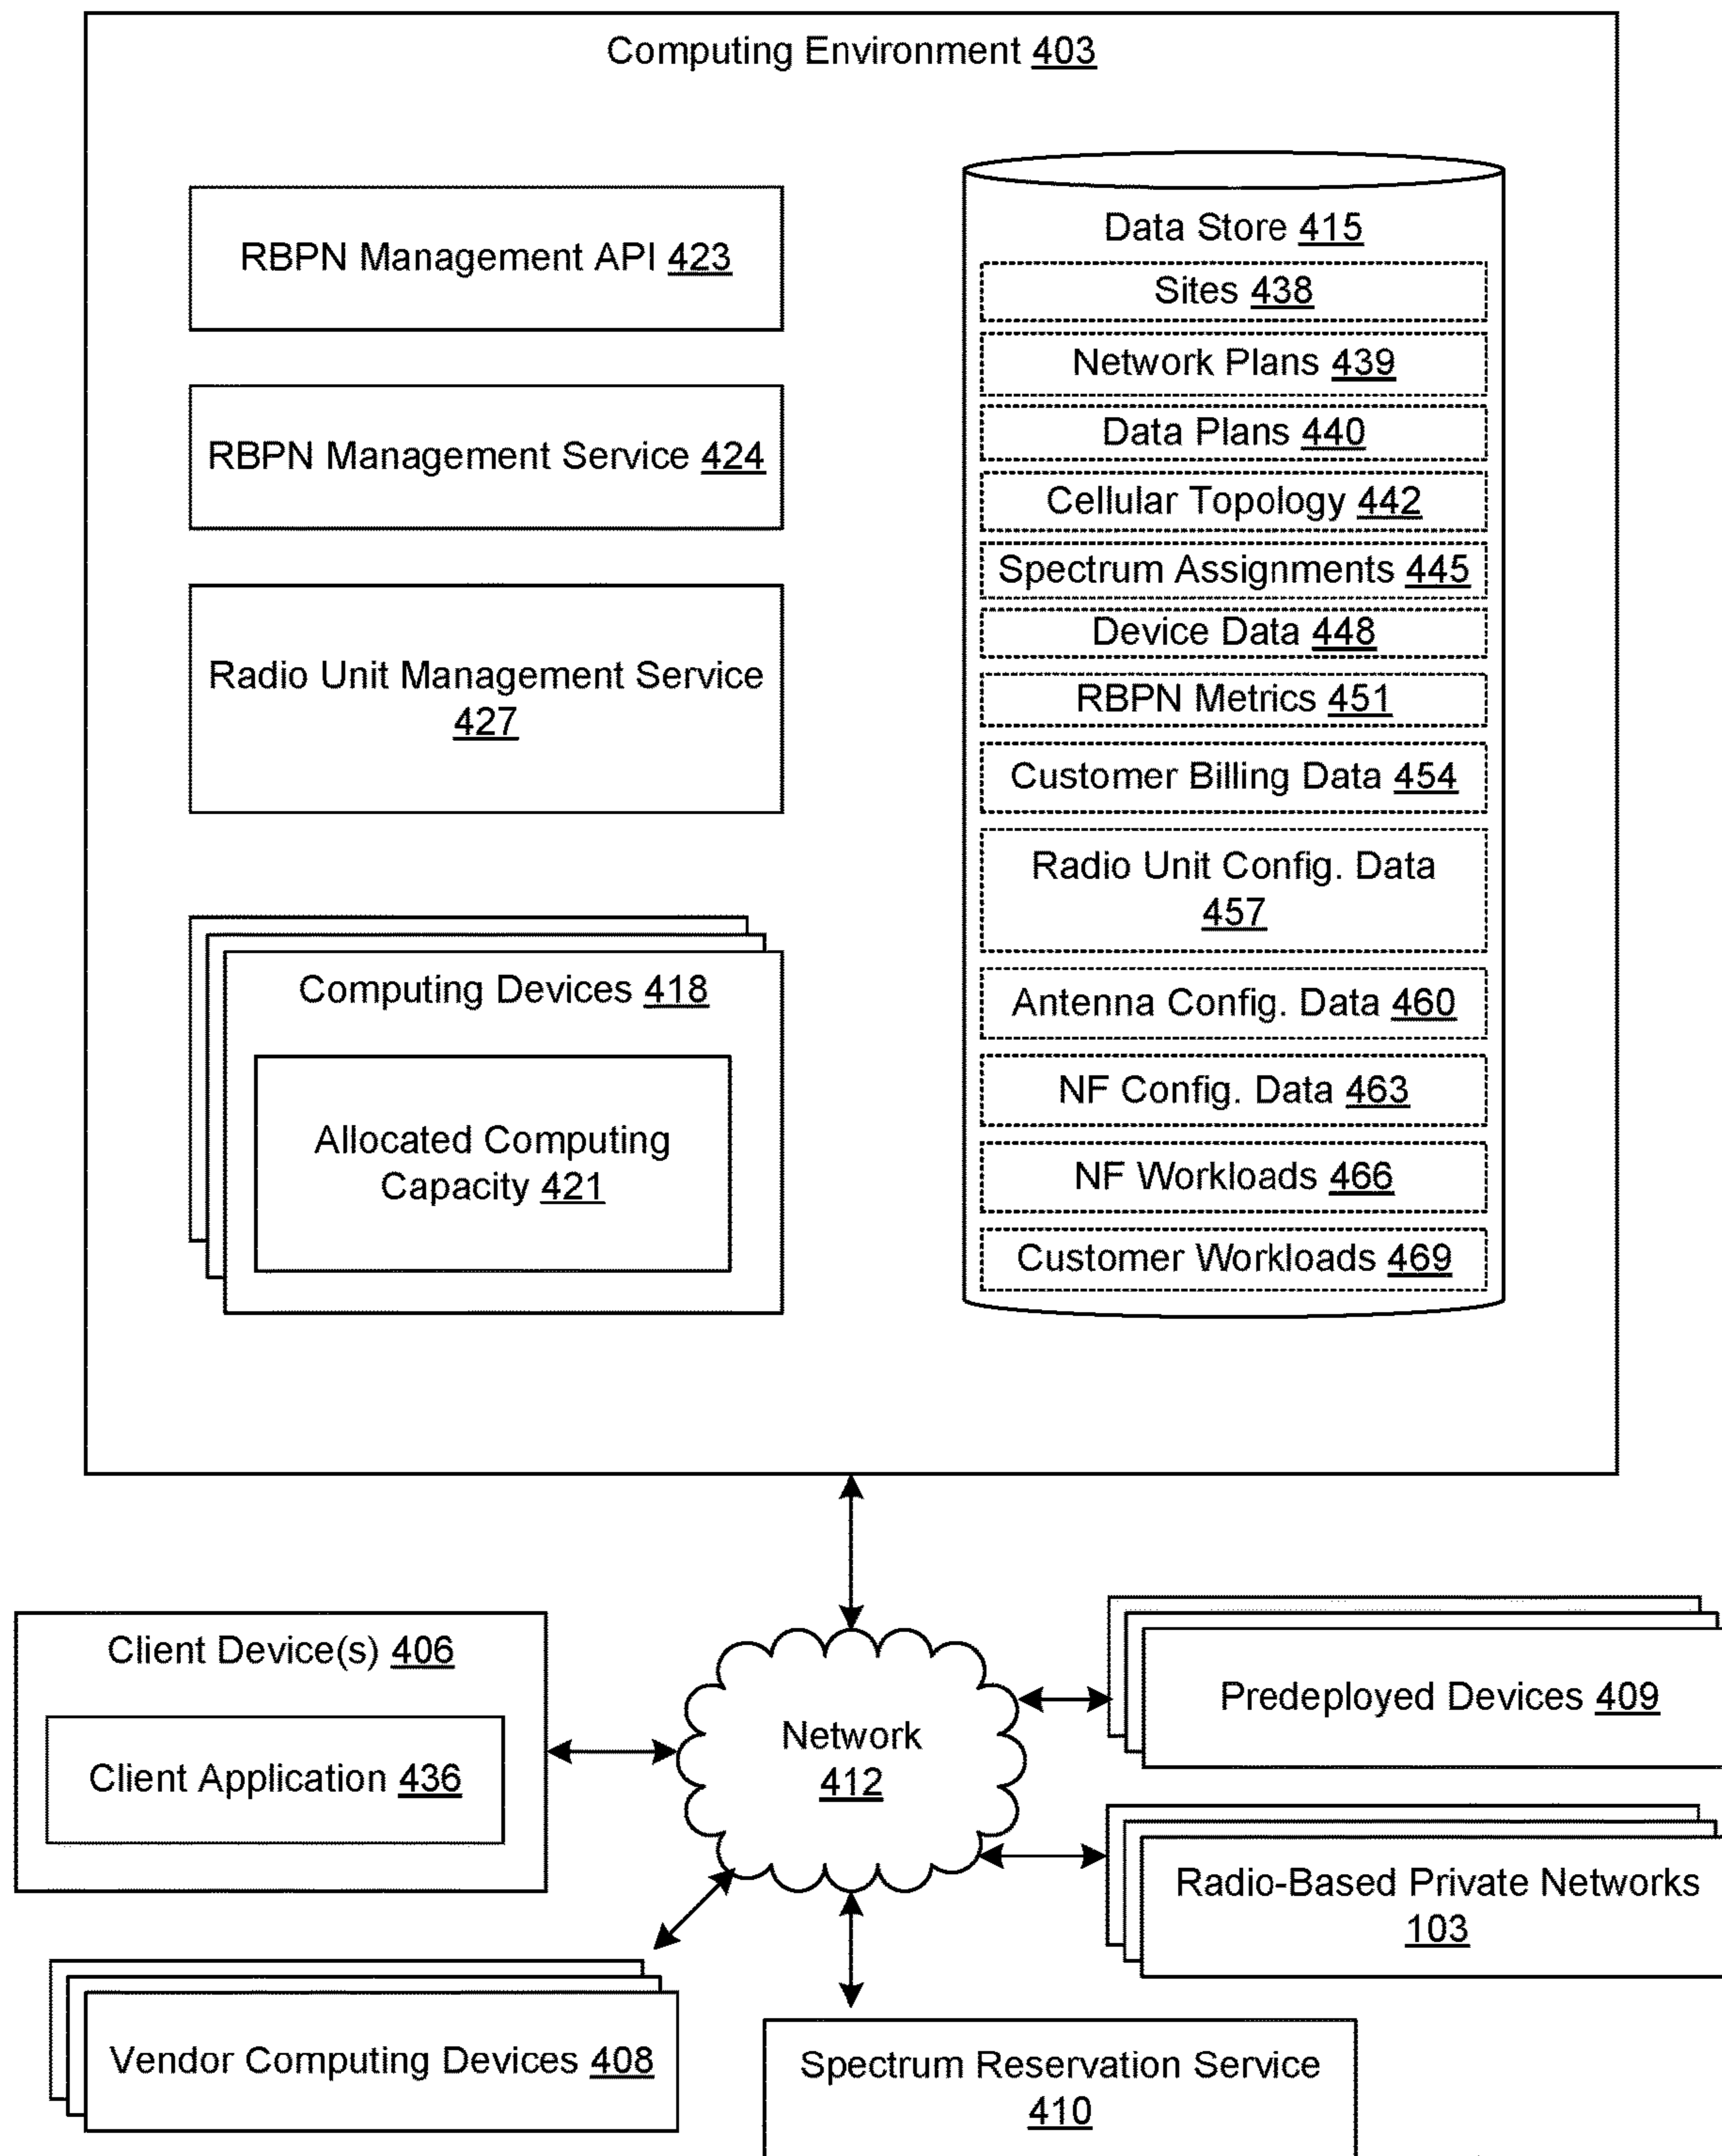 Computing Environment 403
RBPN Management API 423
RBPN Management Service 424
Radio Unit Management Service
427
Computing Devices 418
Allocated Computing
Capacity 421
Data Store 415
Sites 438
Network Plans 439
Data Plans 440
Cellular Topology 442
Spectrum Assignments 445
Device Data 448
RBPN Metrics 451
Customer Billing Data 454
Radio Unit Config. Data
457
Antenna Config. Data 460
NF Config. Data 463
NF Workloads 466
Customer Workloads 469
Client Device(s) 406
Client Application 436
Network
412
Predeployed Devices 409
Radio-Based Private Networks
103
Vendor Computing Devices 408
Spectrum Reservation Service
410